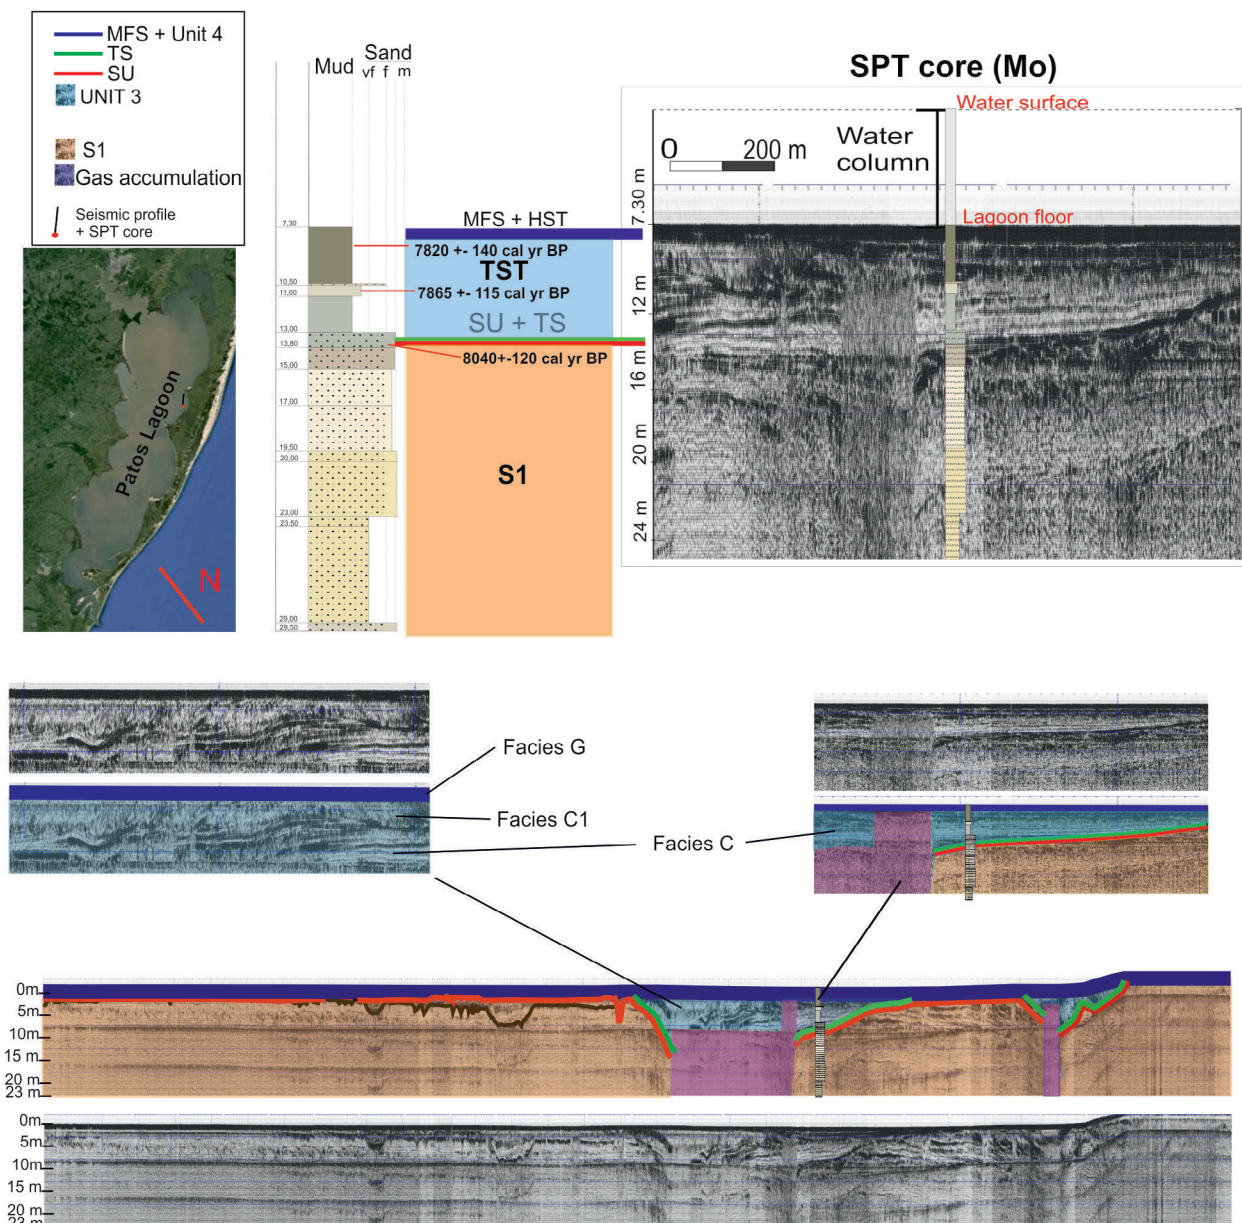 MFS + Unit 4
TS
SU
UNIT 3
S1
Gas accumulation
Seismic profile
+ SPT core
Patos Lagoon
N
Mud
Sand
vf f m
7,30
10,50
11,00
13,00
13,80
15,00
17,00
19,50
20,00
23,00
23,50
29,00
29,50
MFS + HST
7820 +- 140 cal yr BP
TST
7865 +- 115 cal yr BP
SU + TS
8040+-120 cal yr BP
S1
SPT core (Mo)
Water surface
Water
column
0 200 m
Lagoon floor
7.30 m
12 m
16 m
20 m
24 m
Facies G
Facies C1
Facies C
0m
5m
10m
15 m
20 m
23 m
0m
5m
10m
15 m
20 m
23 m